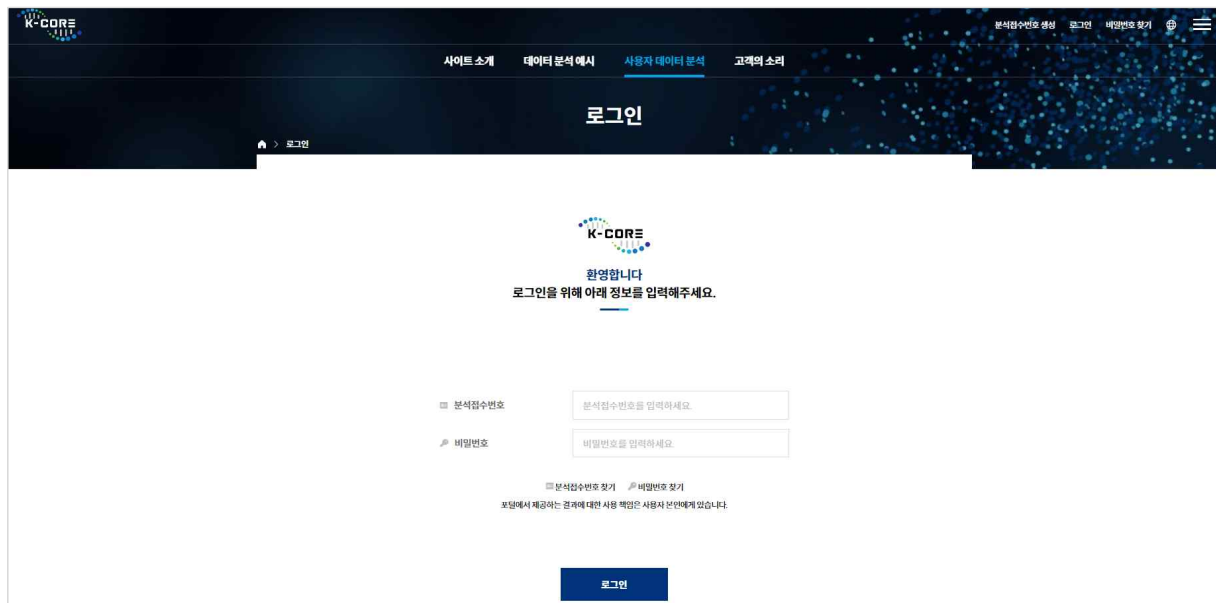 K-CORE
분석접수번호 생성 로그인 비밀번호 찾기
사이트 소개 데이터 분석 예시 사용자 데이터 분석 고객의 소리
로그인
> 로그인
K-CORE
환영합니다
로그인을 위해 아래 정보를 입력해주세요.
분석접수번호 분석접수번호를 입력하세요.
비밀번호 비밀번호를 입력하세요.
분석접수번호 찾기 비밀번호 찾기
포털에서 제공하는 결과에 대한 사용 책임은 사용자 본인에게 있습니다.
로그인